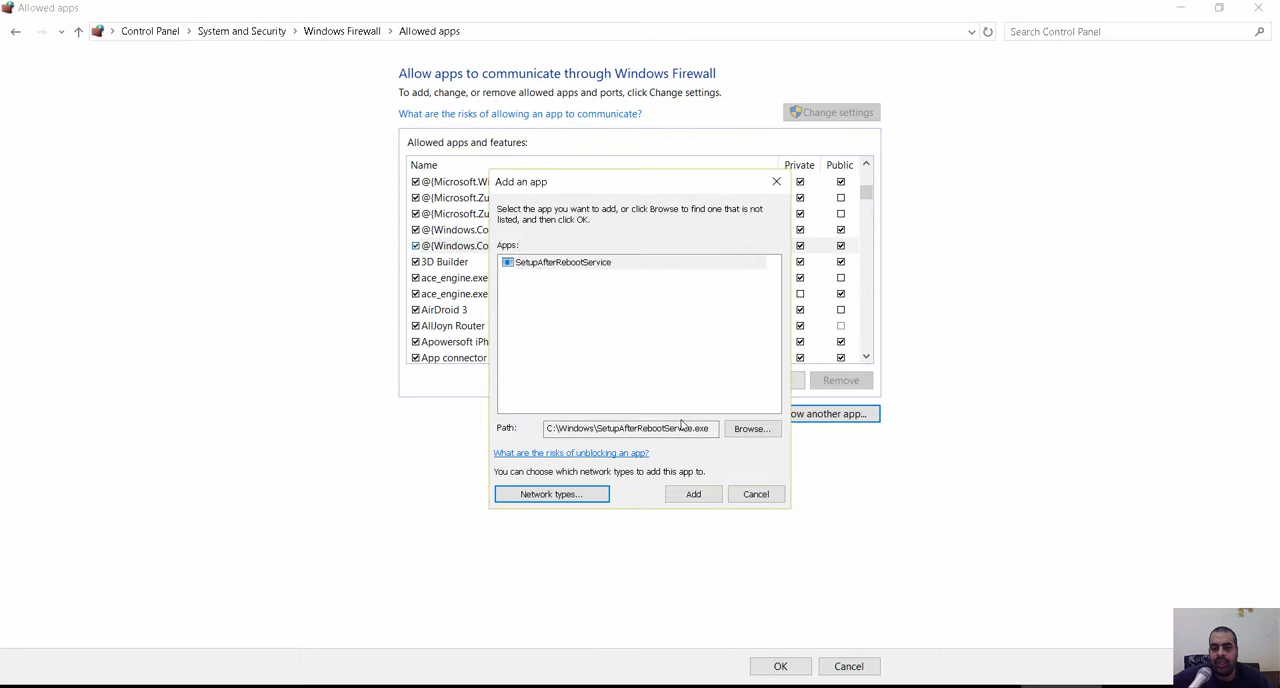 Allowed apps
Control Panel > System and Security > Windows Firewall > Allowed apps
Search Control Panel
Allow apps to communicate through Windows Firewall
To add, change, or remove allowed apps and ports, click Change settings.
What are the risks of allowing an app to communicate?
Change settings
Allowed apps and features:
Name Private Public
@{Microsoft.Wi
@{Microsoft.Zu
@{Microsoft.Zu
@{Windows.Co
@{Windows.Co
3D Builder
ace_engine.exe
ace_engine.exe
AirDroid 3
AllJoyn Router
Apowersoft iPh
App connector
Remove
ow another app...
Add an app
Select the app you want to add, or click Browse to find one that is not
listed, and then click OK.
Apps:
SetupAfterRebootService
Path: C:\Windows\SetupAfterRebootService.exe Browse...
What are the risks of unblocking an app?
You can choose which network types to add this app to.
Network types... Add Cancel
OK Cancel